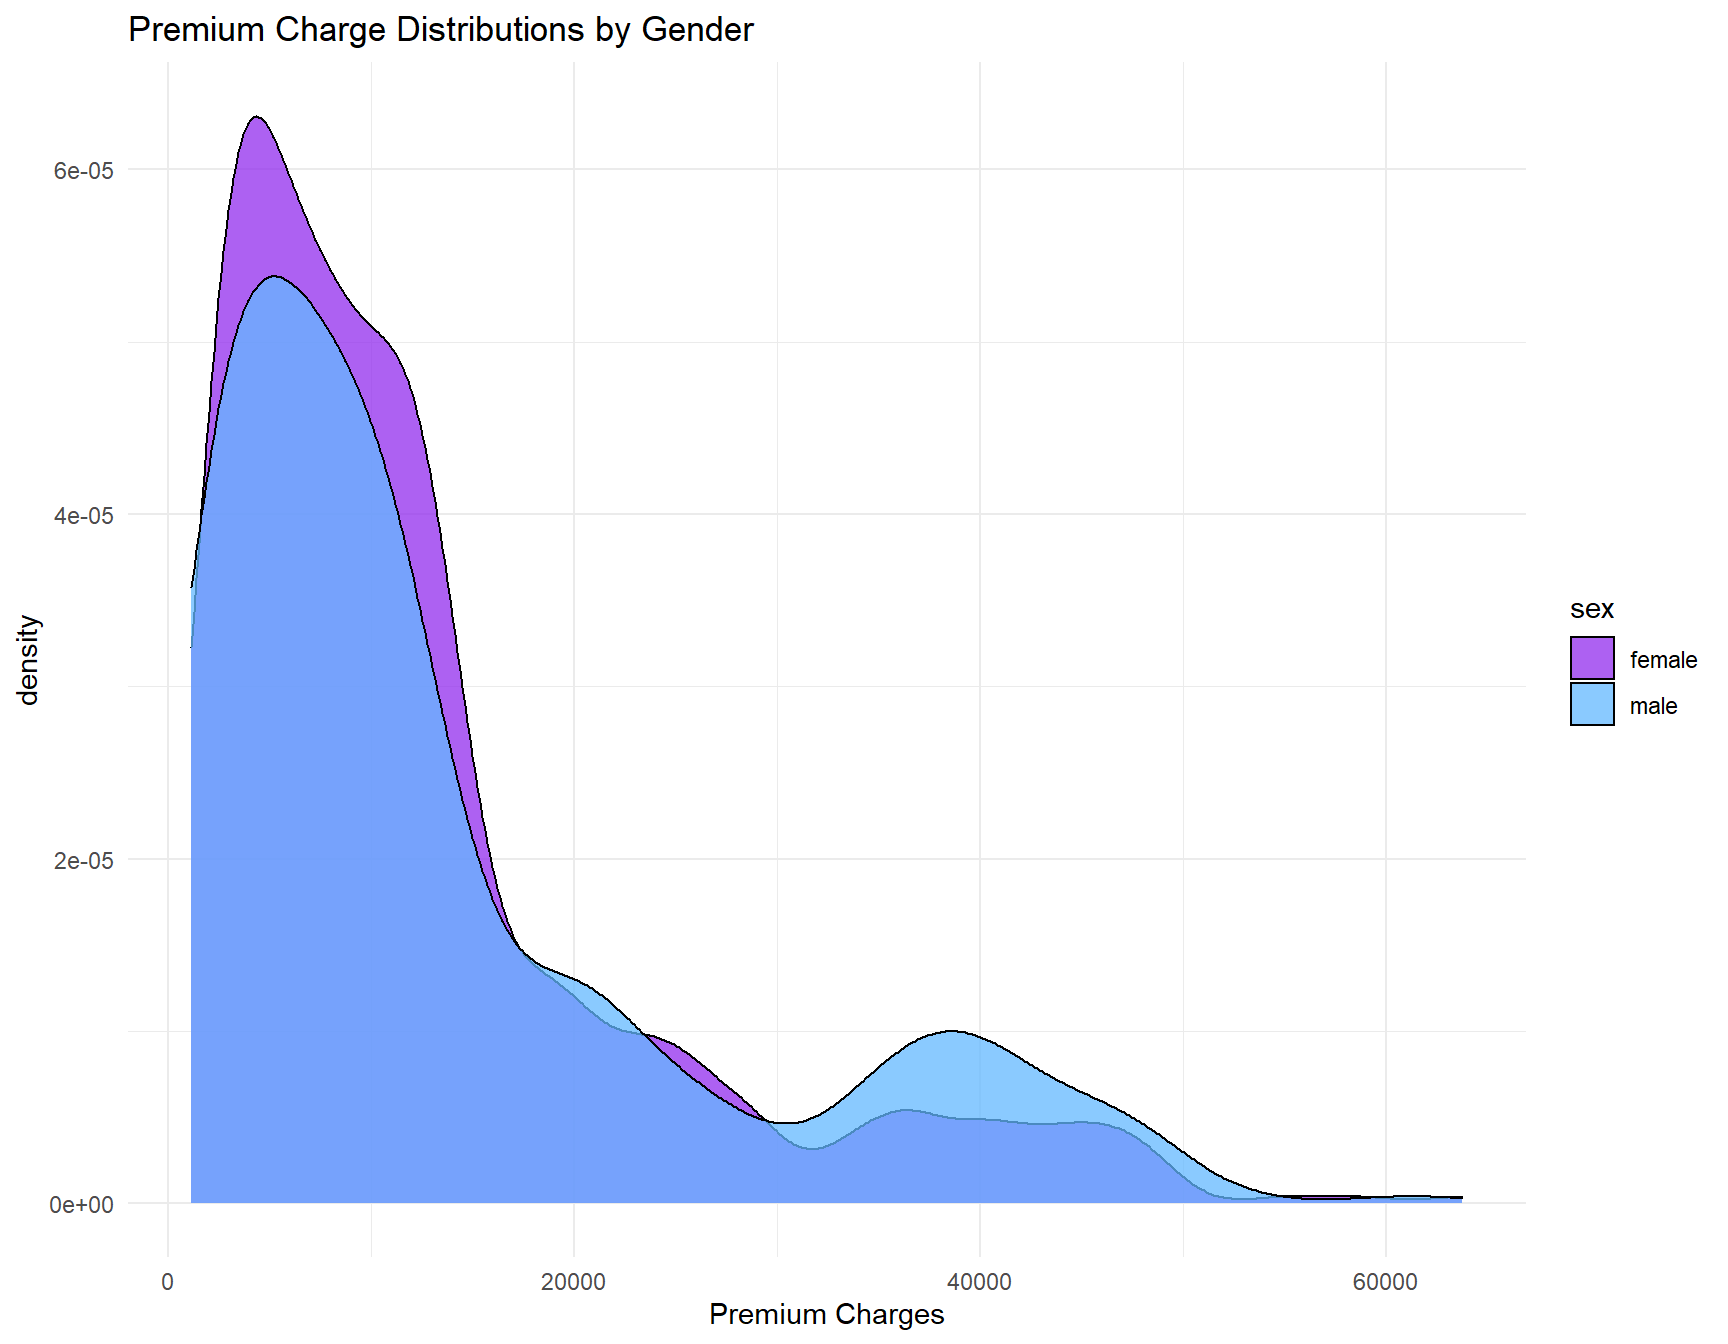 Premium Charge Distributions by Gender
6e-05
4e-05
2e-05
0e+00
density
0
20000
40000
60000
Premium Charges
sex
female
male